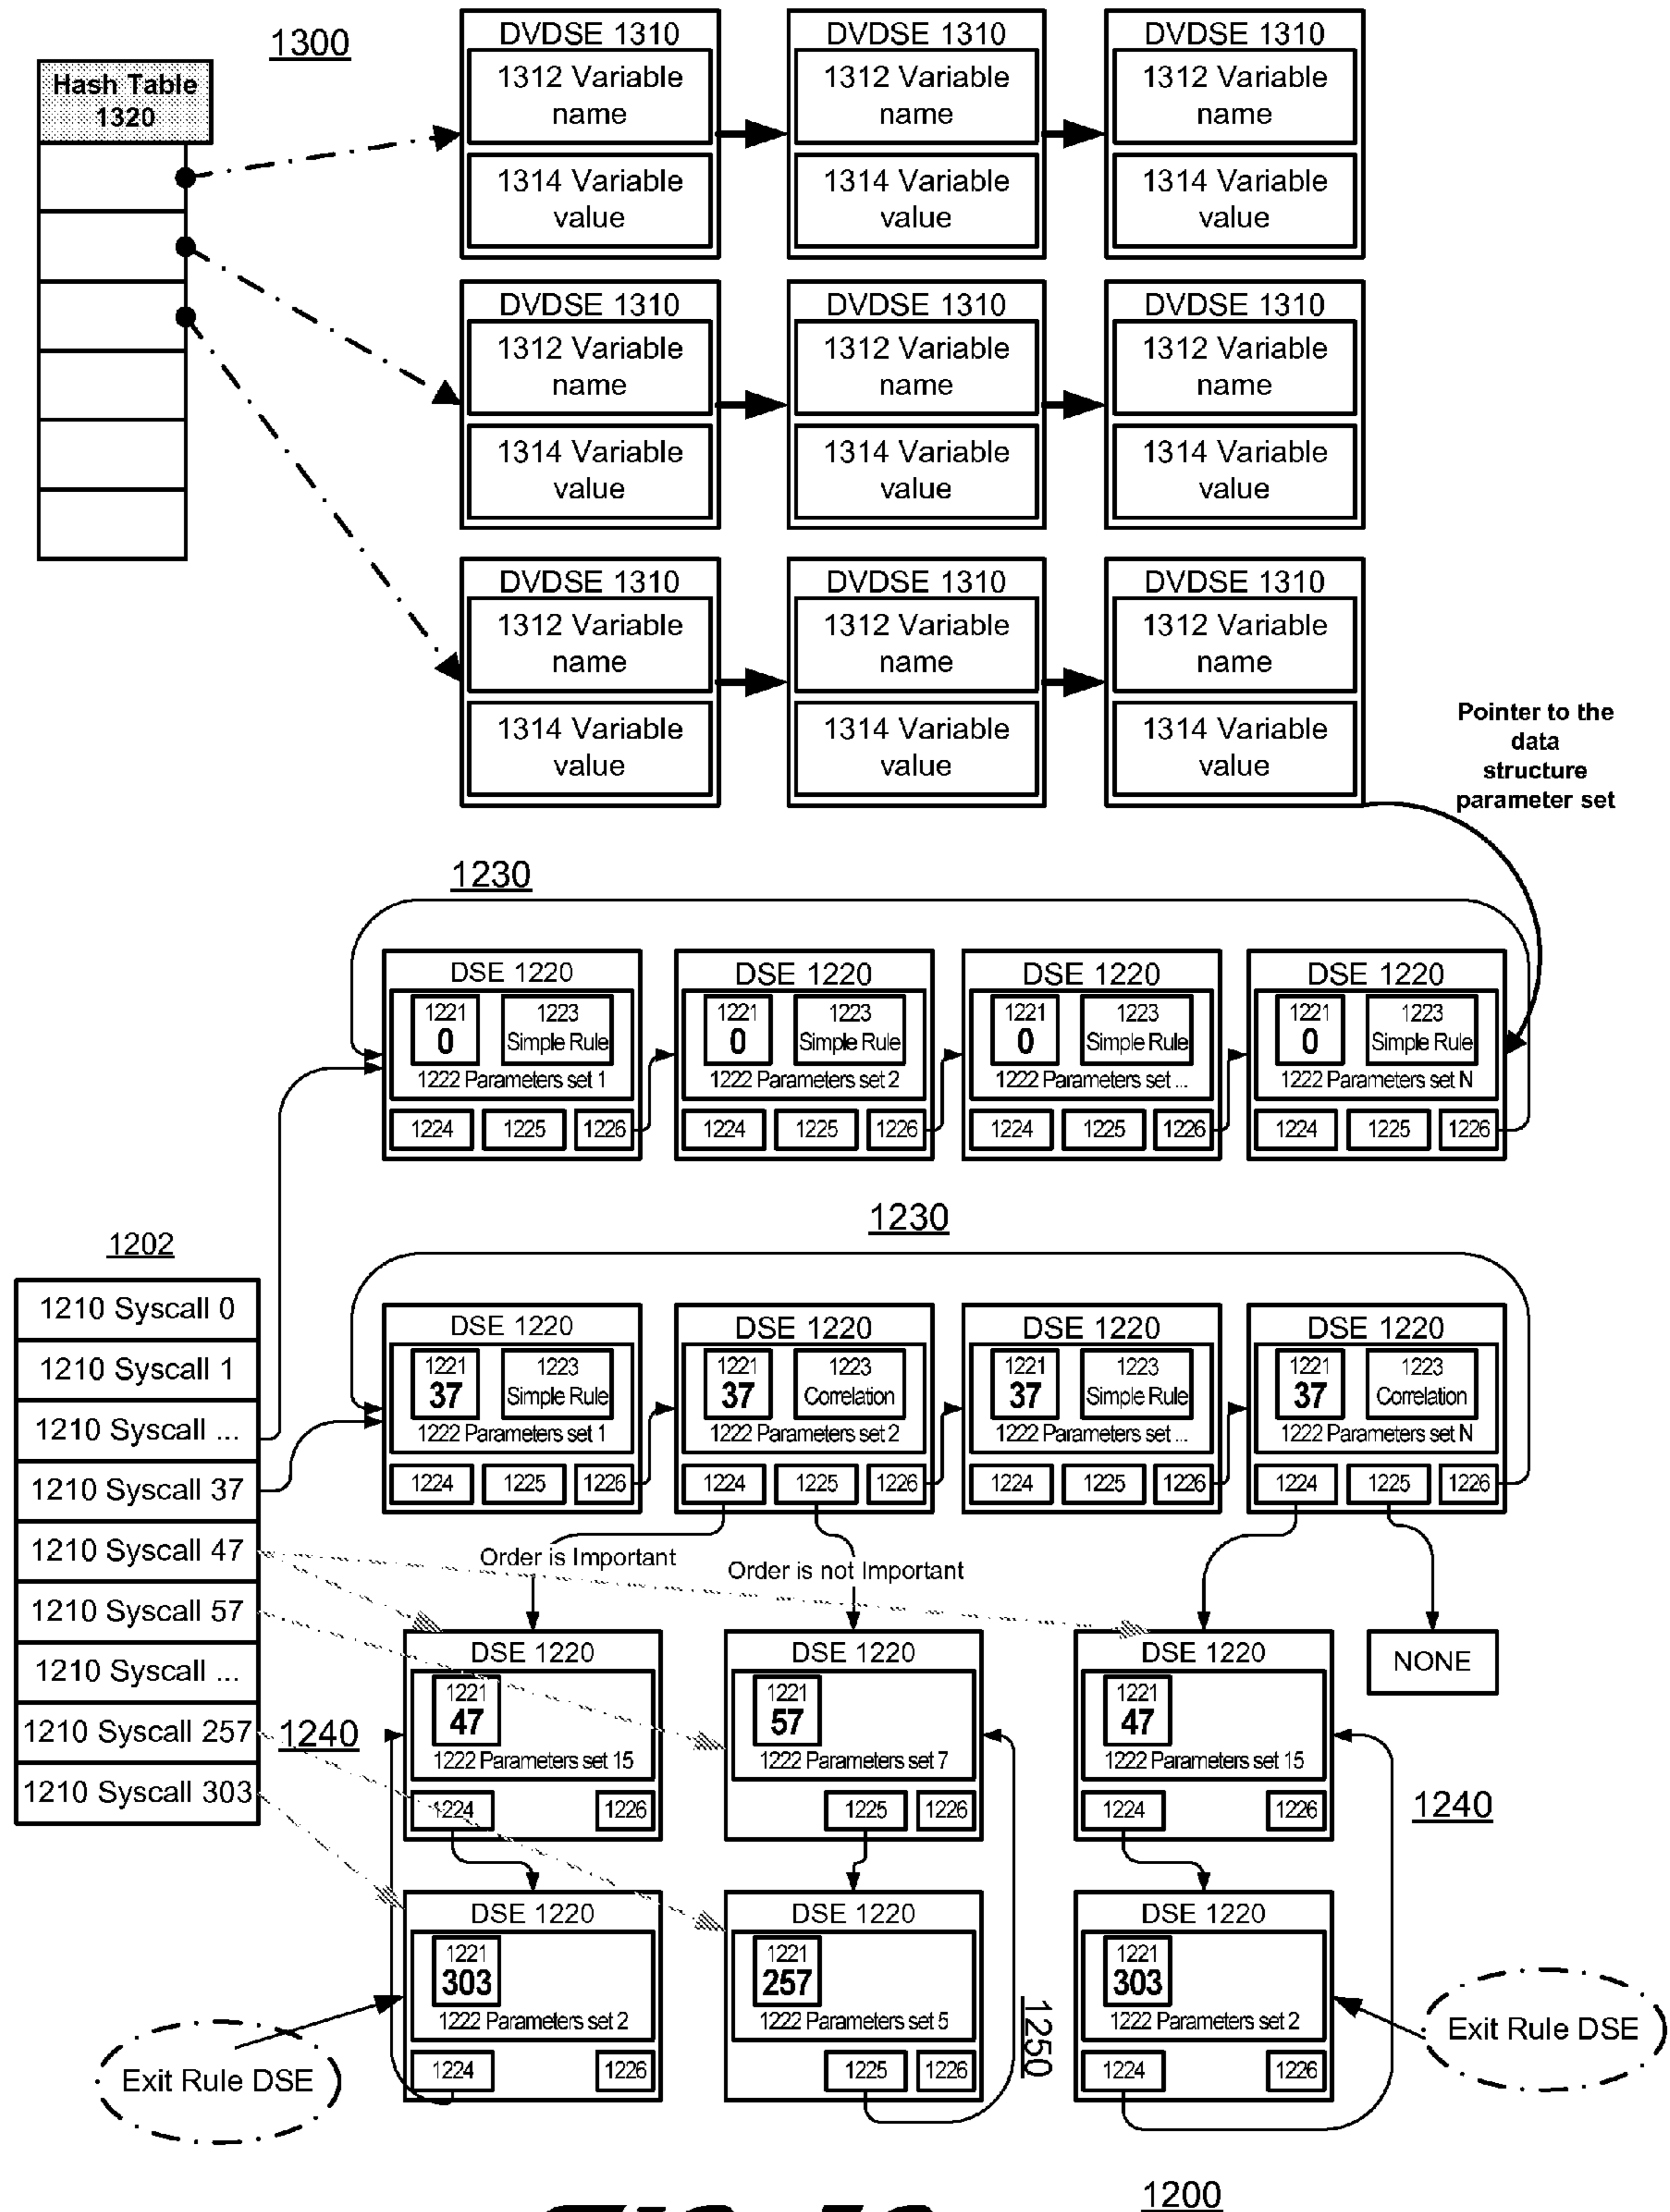 1300
Hash Table
1320
DVDSE 1310
1312 Variable
name
1314 Variable
value
DVDSE 1310
1312 Variable
name
1314 Variable
value
DVDSE 1310
1312 Variable
name
1314 Variable
value
DVDSE 1310
1312 Variable
name
1314 Variable
value
DVDSE 1310
1312 Variable
name
1314 Variable
value
DVDSE 1310
1312 Variable
name
1314 Variable
value
DVDSE 1310
1312 Variable
name
1314 Variable
value
DVDSE 1310
1312 Variable
name
1314 Variable
value
DVDSE 1310
1312 Variable
name
1314 Variable
value
Pointer to the
data
structure
parameter set
1230
DSE 1220
1221
0
1223
Simple Rule
1222 Parameters set 1
1224
1225
1226
DSE 1220
1221
0
1223
Simple Rule
1222 Parameters set 2
1224
1225
1226
DSE 1220
1221
0
1223
Simple Rule
1222 Parameters set ...
1224
1225
1226
DSE 1220
1221
0
1223
Simple Rule
1222 Parameters set N
1224
1225
1226
1230
1202
1210 Syscall 0
1210 Syscall 1
1210 Syscall ...
1210 Syscall 37
1210 Syscall 47
1210 Syscall 57
1210 Syscall ...
1210 Syscall 257
1210 Syscall 303
DSE 1220
1221
37
1223
Simple Rule
1222 Parameters set 1
1224
1225
1226
DSE 1220
1221
37
1223
Correlation
1222 Parameters set 2
1224
1225
1226
DSE 1220
1221
37
1223
Simple Rule
1222 Parameters set ...
1224
1225
1226
DSE 1220
1221
37
1223
Correlation
1222 Parameters set N
1224
1225
1226
Order is Important
Order is not Important
DSE 1220
1221
47
1222 Parameters set 15
1224
1226
DSE 1220
1221
57
1222 Parameters set 7
1225
1226
DSE 1220
1221
47
1222 Parameters set 15
1224
1226
NONE
1240
1240
DSE 1220
1221
303
1222 Parameters set 2
1224
1226
DSE 1220
1221
257
1222 Parameters set 5
1225
1226
1250
DSE 1220
1221
303
1222 Parameters set 2
1224
1226
Exit Rule DSE
Exit Rule DSE
1200